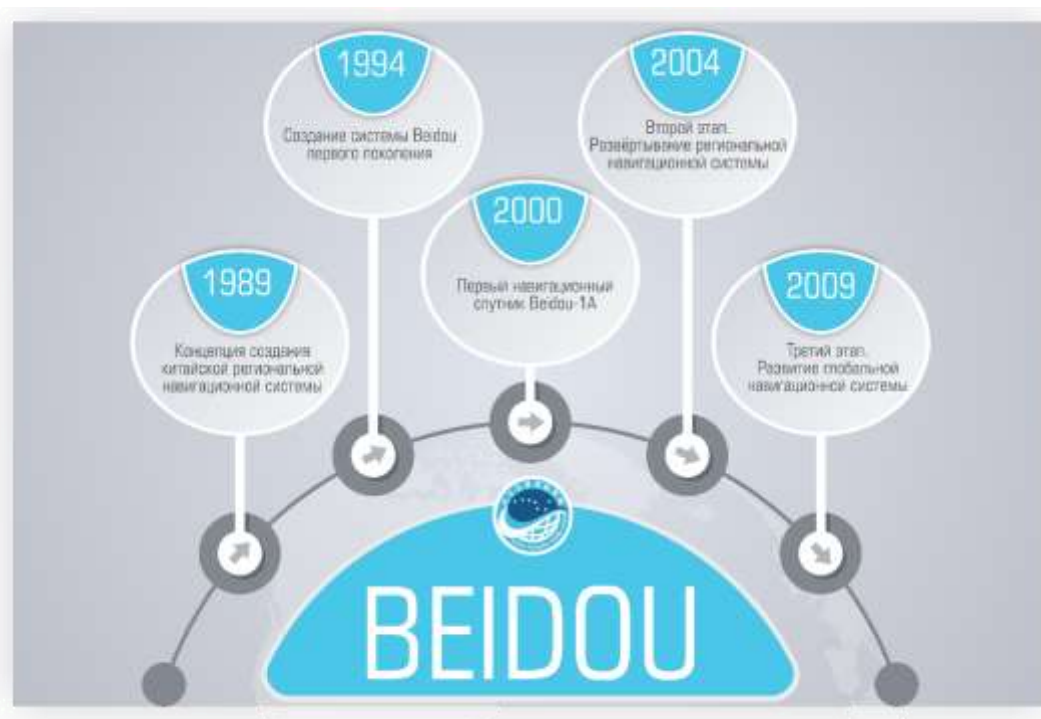 1989
Концепция создания
китайской региональной
навигационной системы
1994
Создание системы Beidou
первого поколения
2000
Первый навигационный
спутник Beidou-1A
2004
Второй этап.
Развёртывание региональной
навигационной системы
2009
Третий этап.
Развитие глобальной
навигационной системы
BEIDOU